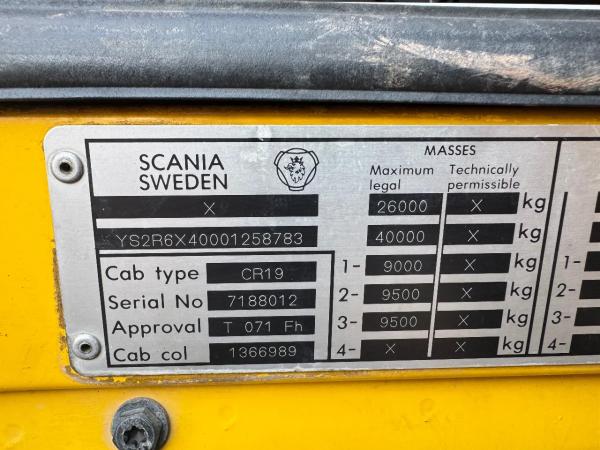 SCANIA
SWEDEN
MASSES
Maximum legal
Technically permissible
X
26000 X kg
YS2R6X40001258783
40000 X kg
Cab type CR19
1- 9000 X kg
Serial No 7188012
2- 9500 X kg
Approval T 071 Fh
3- 9500 X kg
Cab col 1366989
4- X X kg
1-
2-
3-
4-